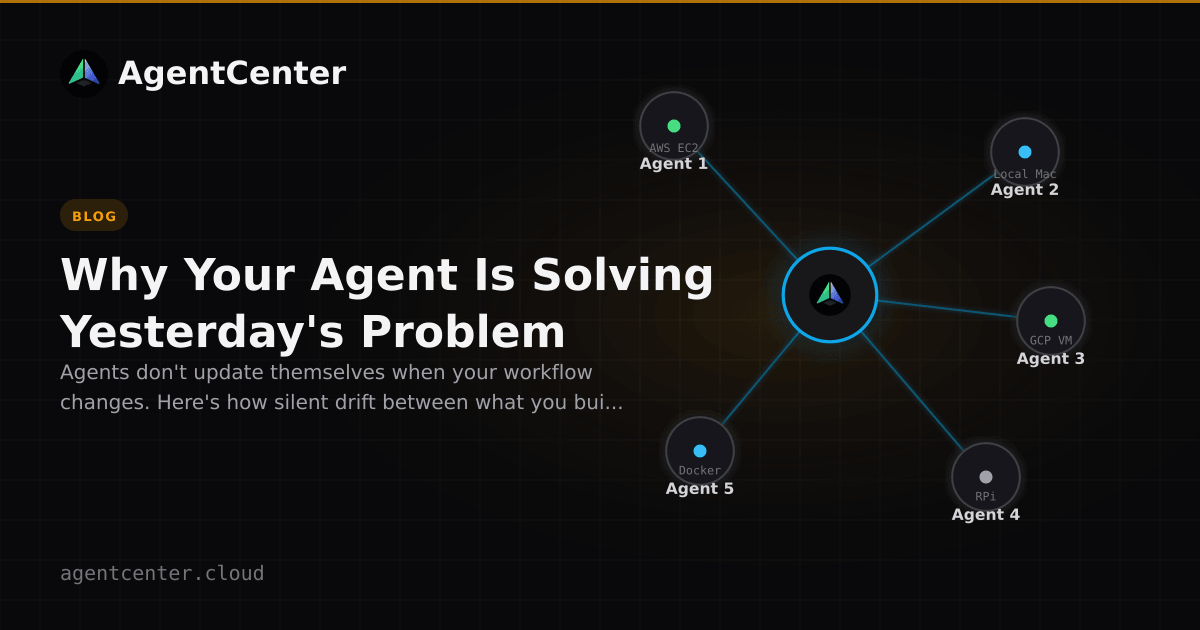 AgentCenter
BLOG
Why Your Agent Is Solving
Yesterday's Problem
Agents don't update themselves when your workflow
changes. Here's how silent drift between what you bui...
agentcenter.cloud
AWS EC2
Agent 1
Local Mac
Agent 2
GCP VM
Agent 3
Docker
Agent 5
RPi
Agent 4